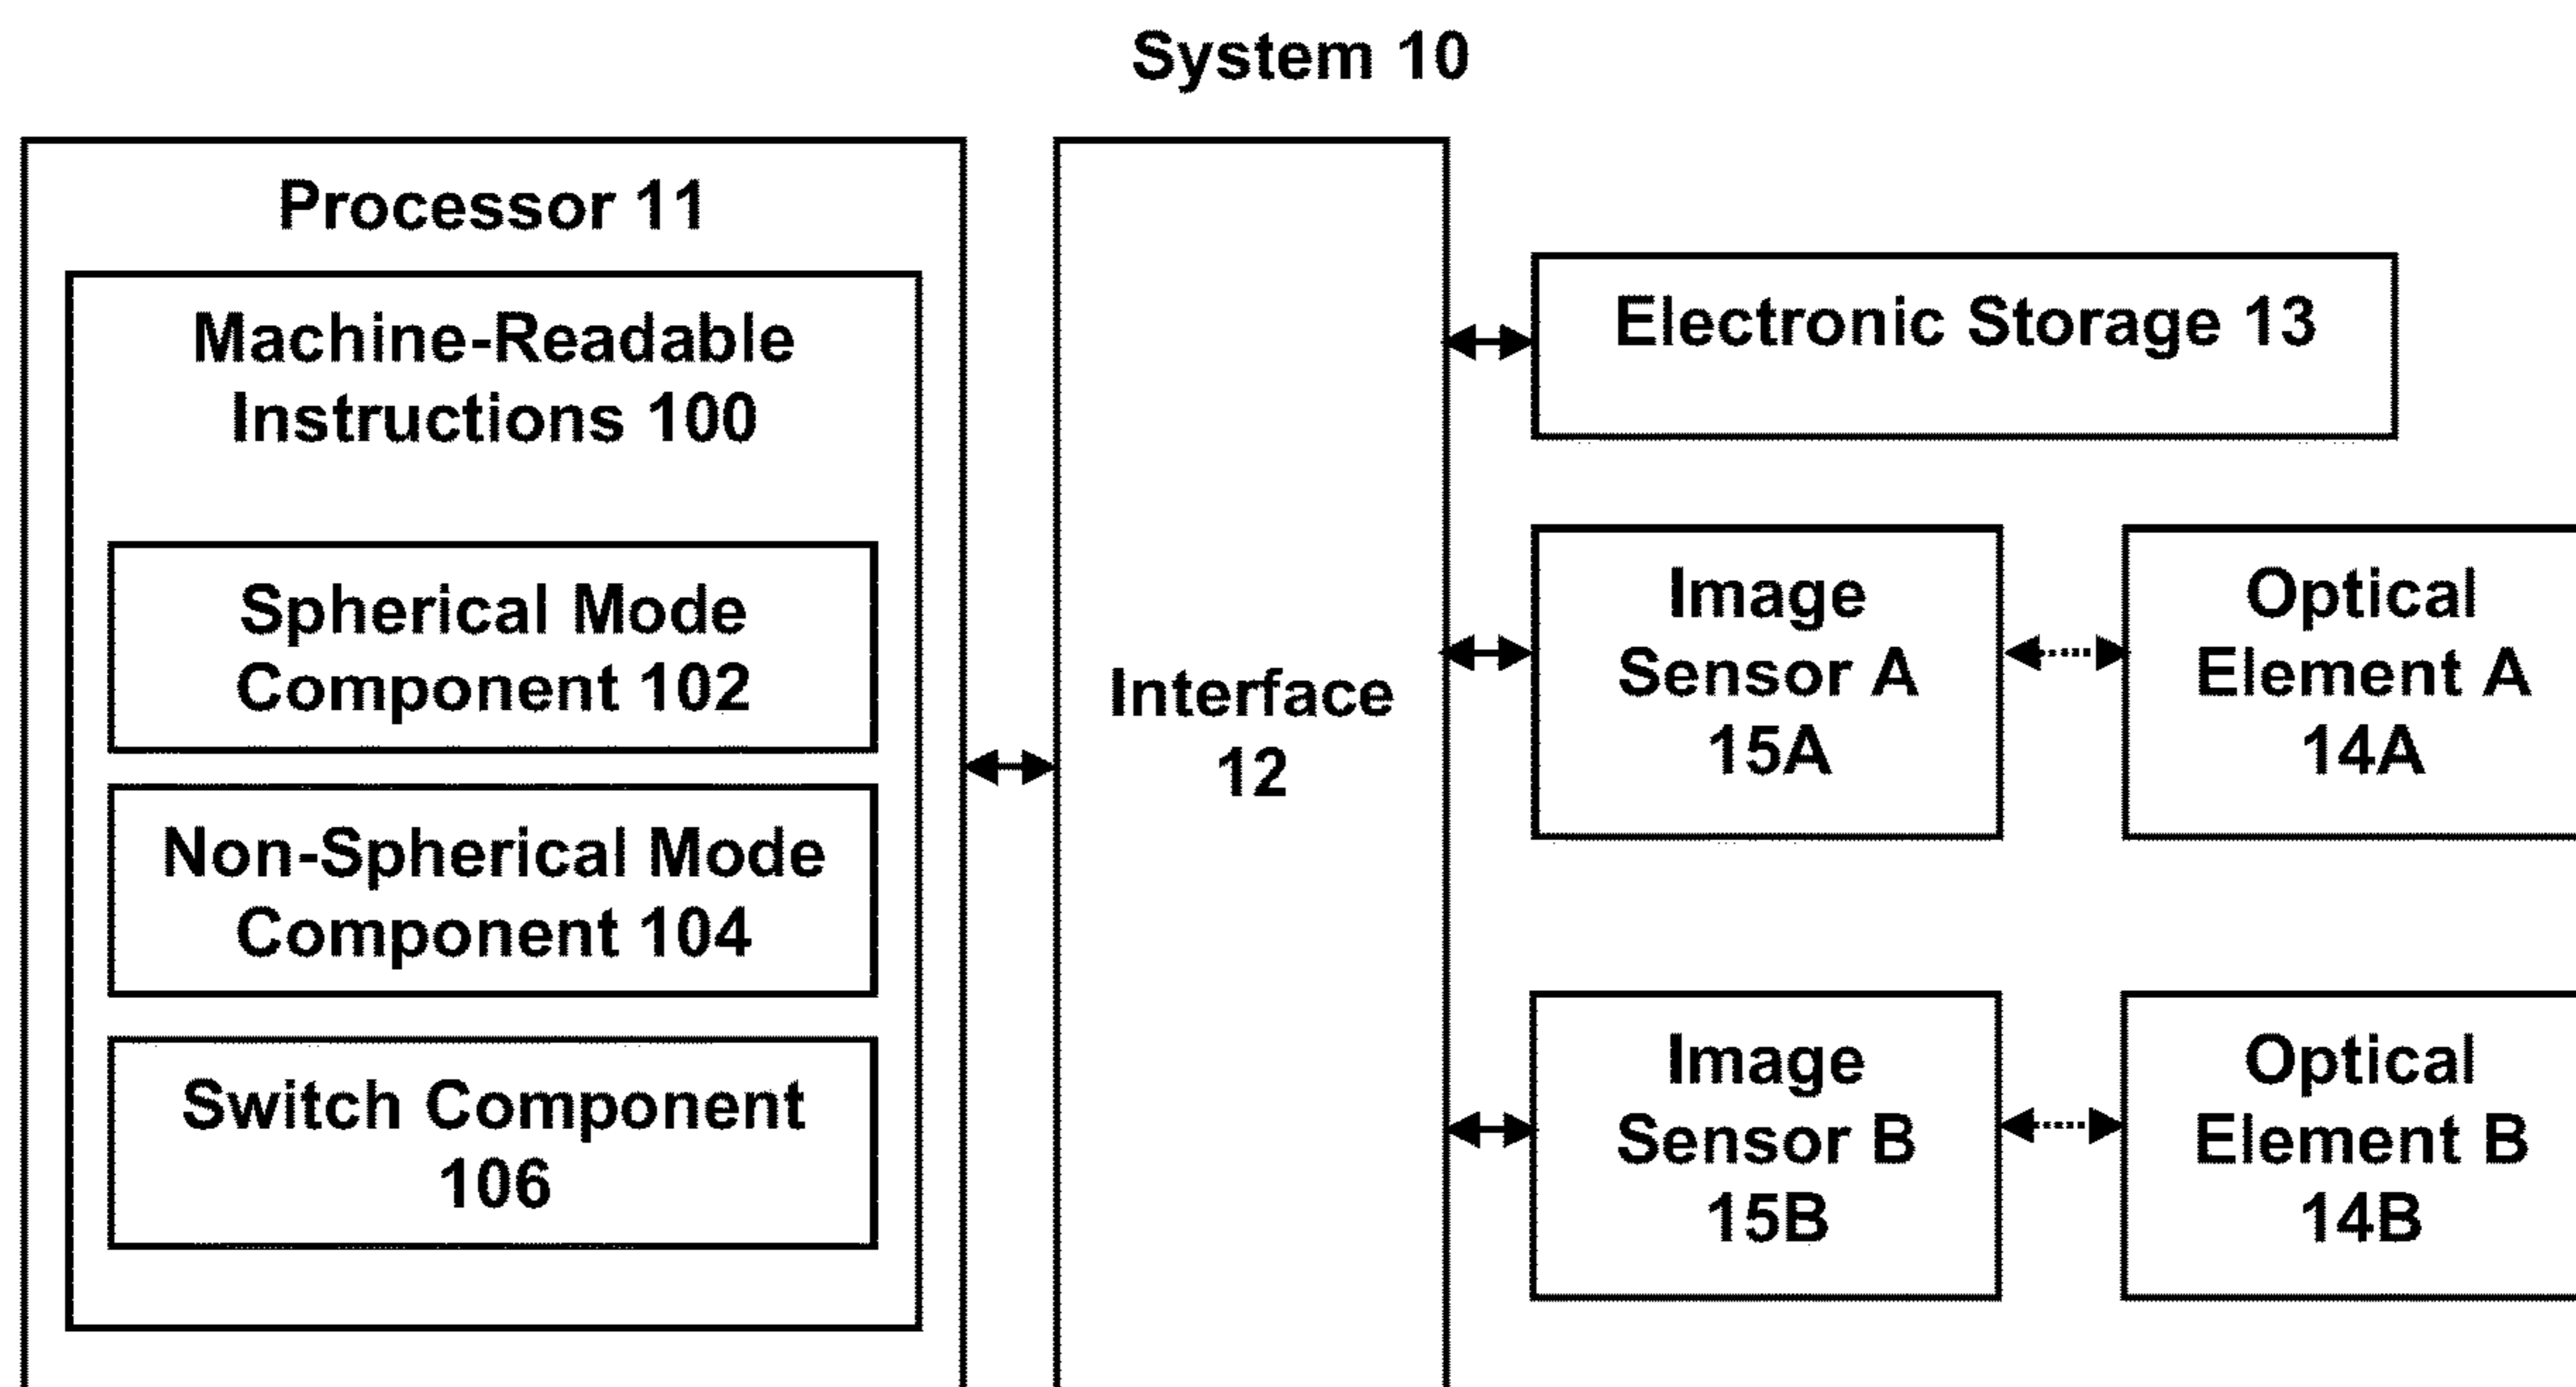 System 10
Processor 11
Machine-Readable
Instructions 100
Spherical Mode
Component 102
Non-Spherical Mode
Component 104
Switch Component
106
Interface
12
Electronic Storage 13
Image
Sensor A
15A
Optical
Element A
14A
Image
Sensor B
15B
Optical
Element B
14B